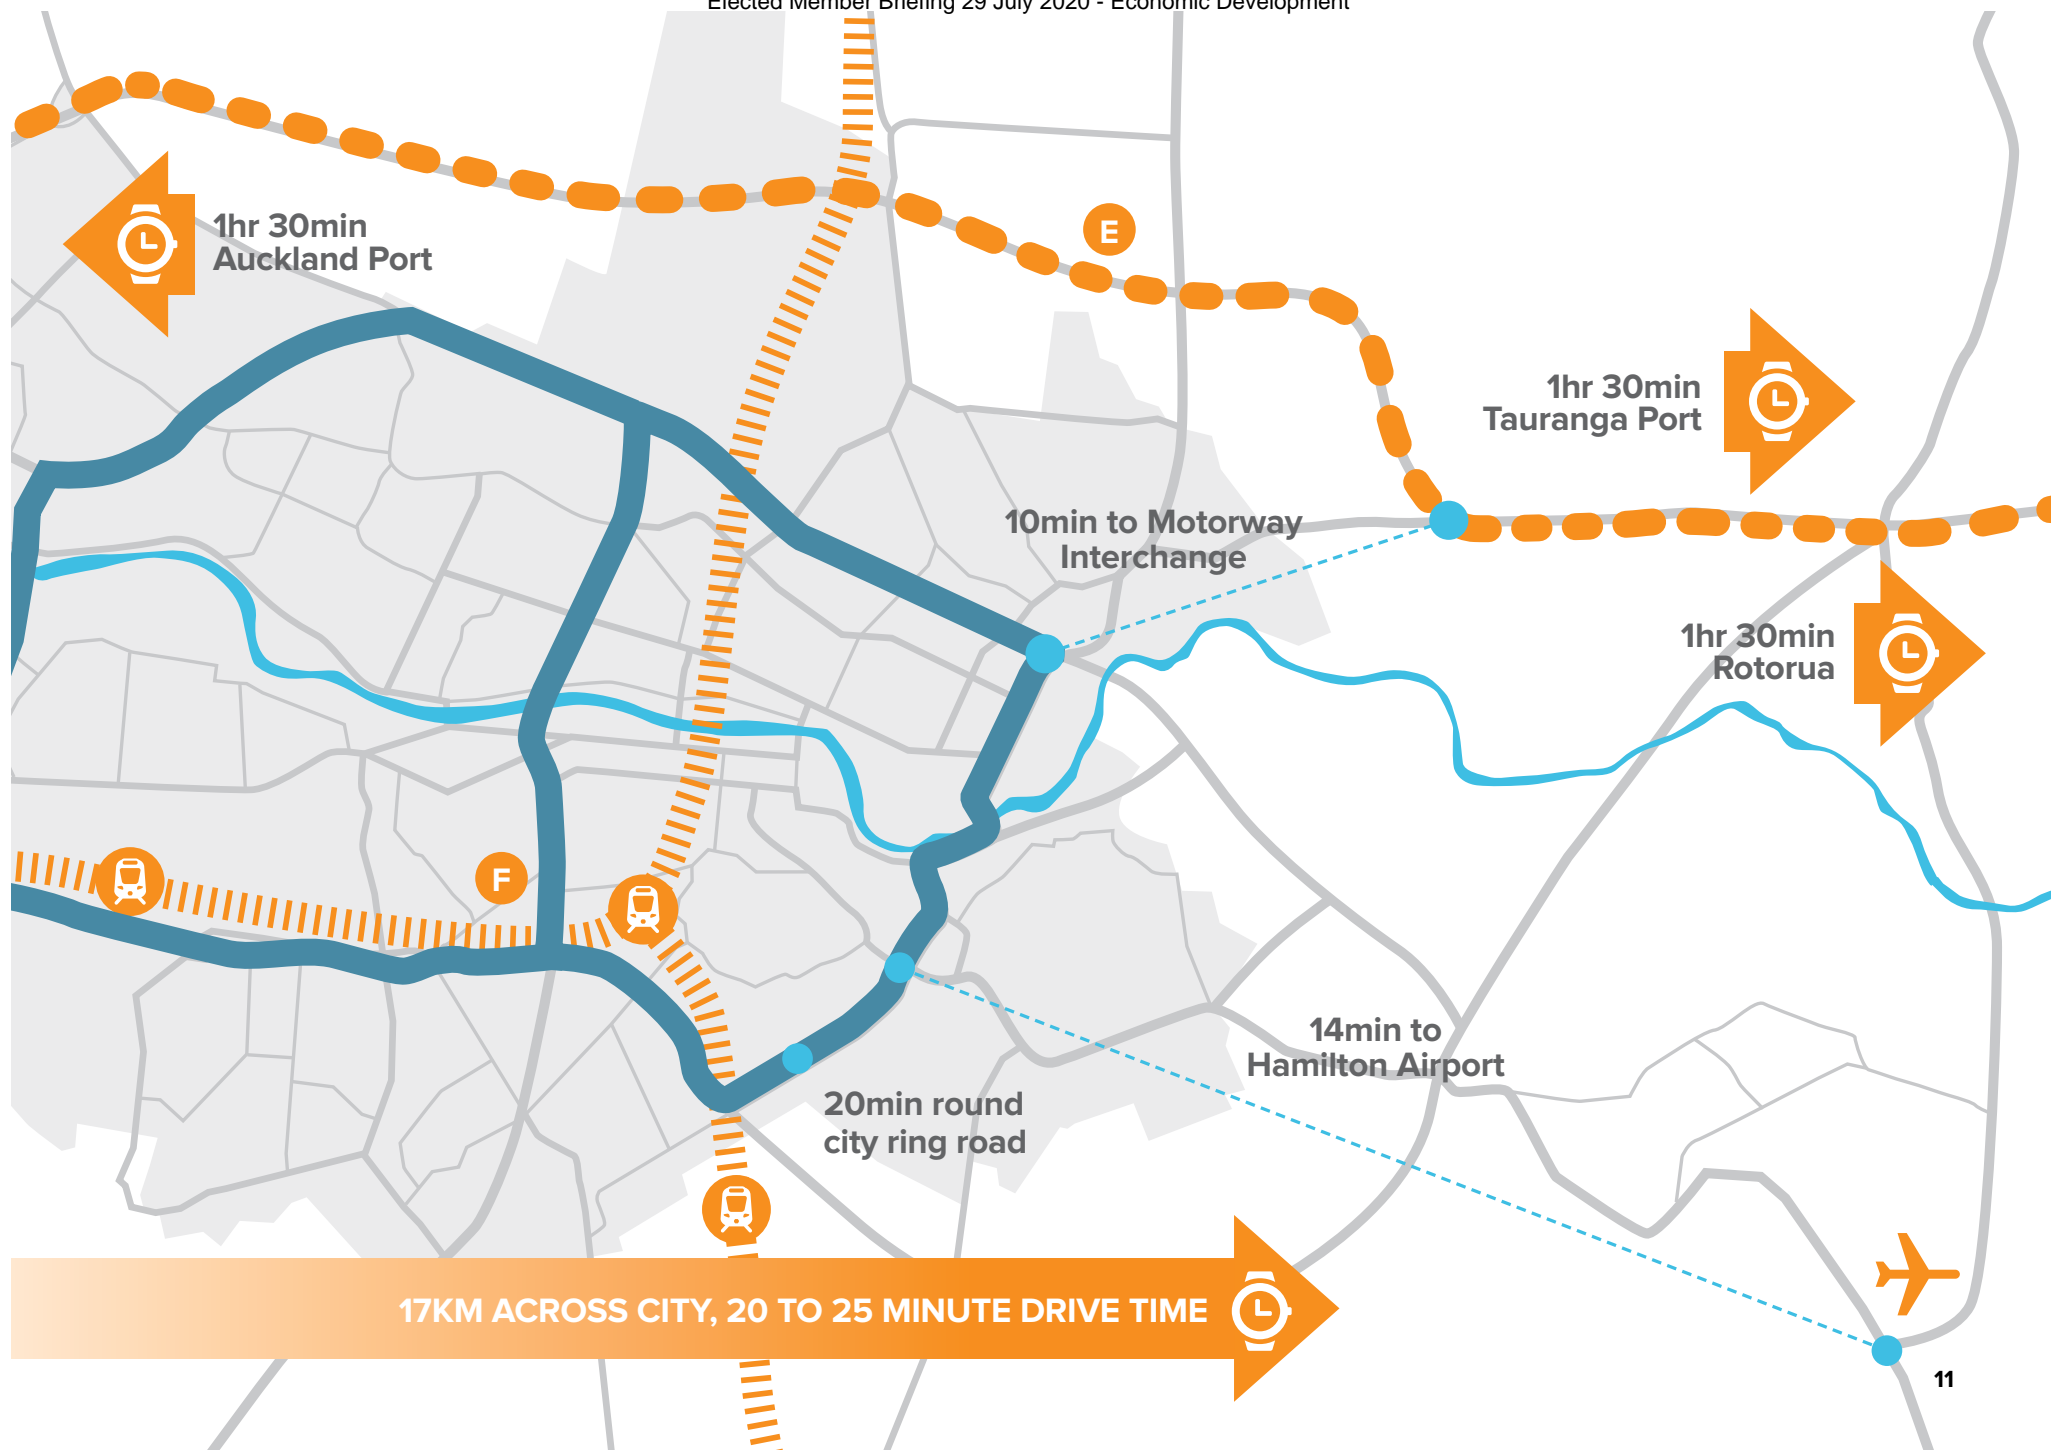 Elected Member Briefing 29 July 2020 - Economic Development
E
1hr 30min
Auckland Port
1hr 30min
Tauranga Port
10min to Motorway
Interchange
1hr 30min
Rotorua
F
14min to
Hamilton Airport
20min round
city ring road
17KM ACROSS CITY, 20 TO 25 MINUTE DRIVE TIME
11